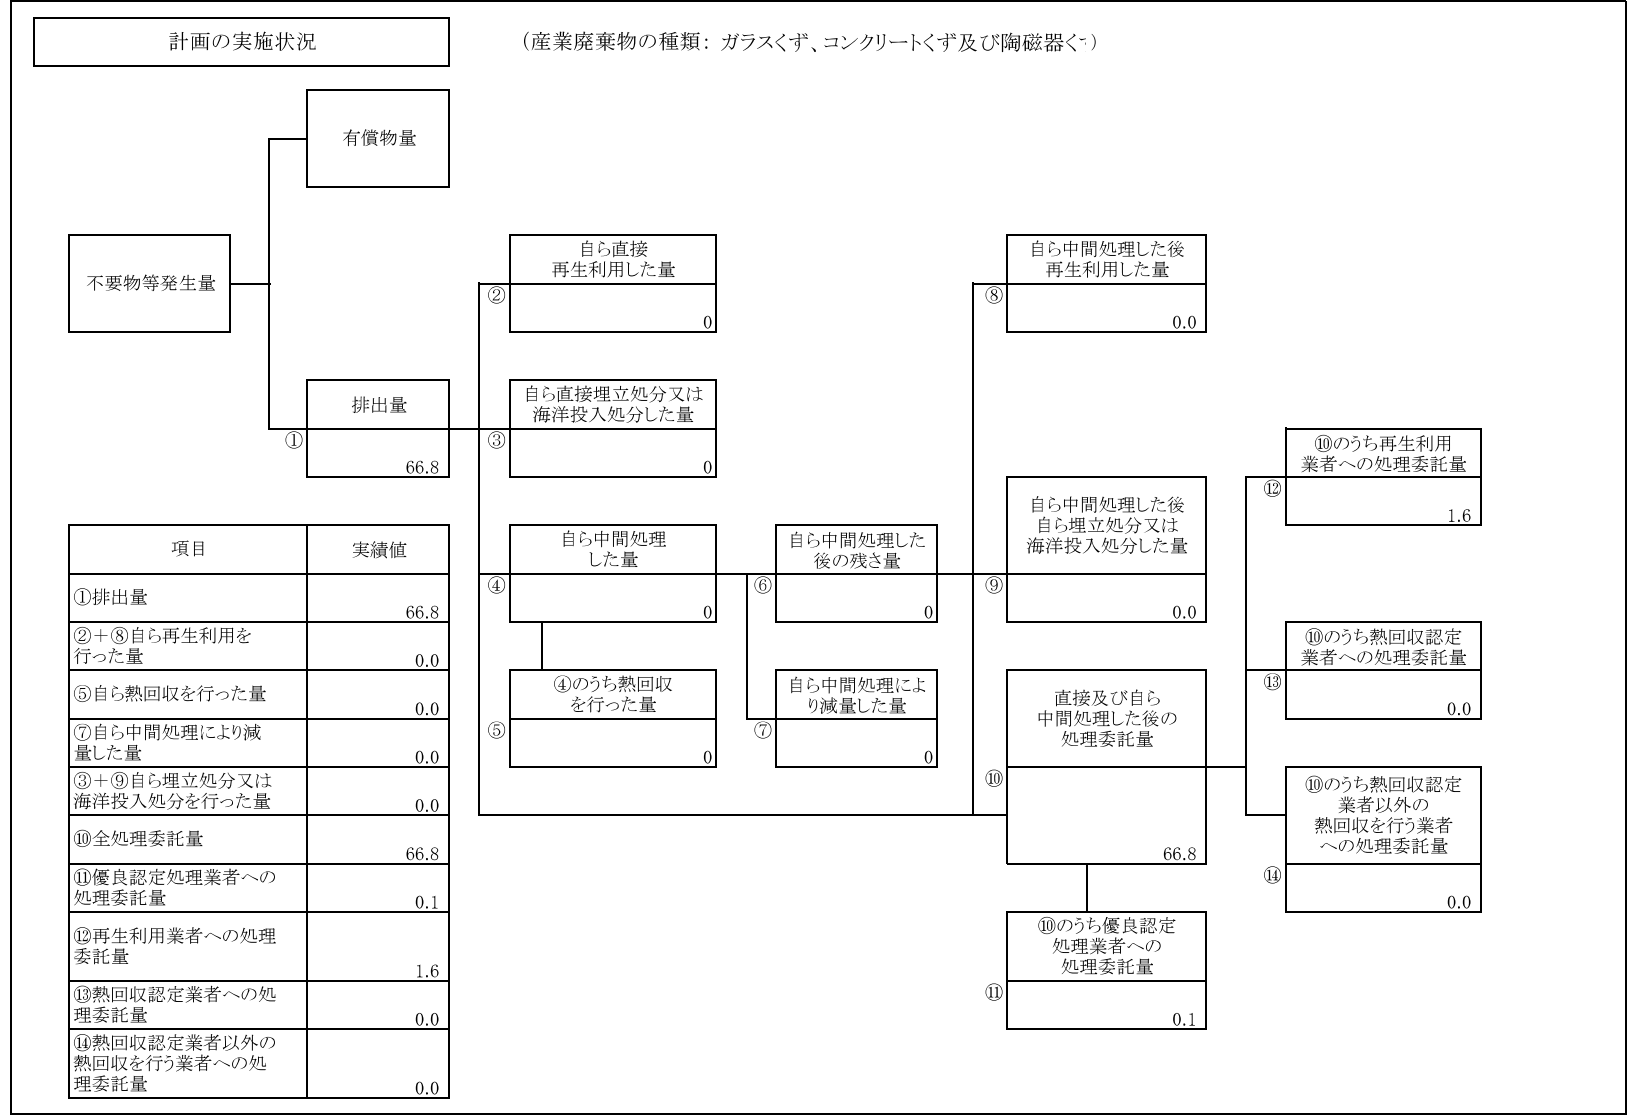 計画の実施状況
(産業廃棄物の種類: ガラスくず、コンクリートくず及び陶磁器く
有償物量
不要物等発生量
排出量
①
66.8
自ら直接
再生利用した量
②
0
自ら直接埋立処分又は
海洋投入処分した量
③
0
自ら中間処理
した量
④
0
④のうち熱回収
を行った量
⑤
0
自ら中間処理した
後の残さ量
⑥
0
自ら中間処理によ
り減量した量
⑦
0
自ら中間処理した後
再生利用した量
⑧
0.0
自ら中間処理した後
自ら埋立処分又は
海洋投入処分した量
⑨
0.0
直接及び自ら
中間処理した後の
処理委託量
⑩
66.8
⑩のうち優良認定
処理業者への
処理委託量
⑪
0.1
⑩のうち再生利用
業者への処理委託量
⑫
1.6
⑩のうち熱回収認定
業者への処理委託量
⑬
0.0
⑩のうち熱回収認定
業者以外の
熱回収を行う業者
への処理委託量
⑭
0.0
項目 実績値
①排出量
66.8
②+⑧自ら再生利用を
行った量
0.0
⑤自ら熱回収を行った量
0.0
⑦自ら中間処理により減
量した量
0.0
③+⑨自ら埋立処分又は
海洋投入処分を行った量
0.0
⑩全処理委託量
66.8
⑪優良認定処理業者への
処理委託量
0.1
⑫再生利用業者への処理
委託量
1.6
⑬熱回収認定業者への処
理委託量
0.0
⑭熱回収認定業者以外の
熱回収を行う業者への処
理委託量
0.0